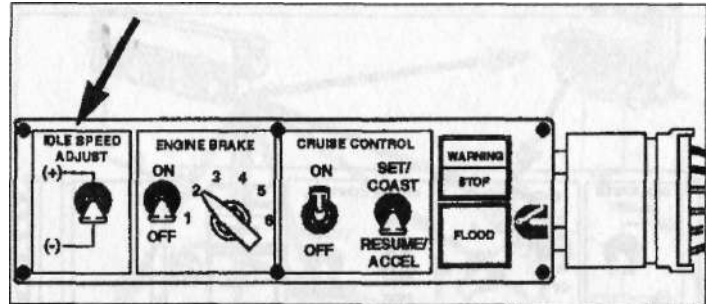 IDLE SPEED
ADJUST
(+)
(-)
ENGINE BRAKE
ON
OFF
1
2
3
4
5
6
CRUISE CONTROL
ON
OFF
SET/
COAST
RESUME/
ACCEL
WARNING
STOP
FLOOD